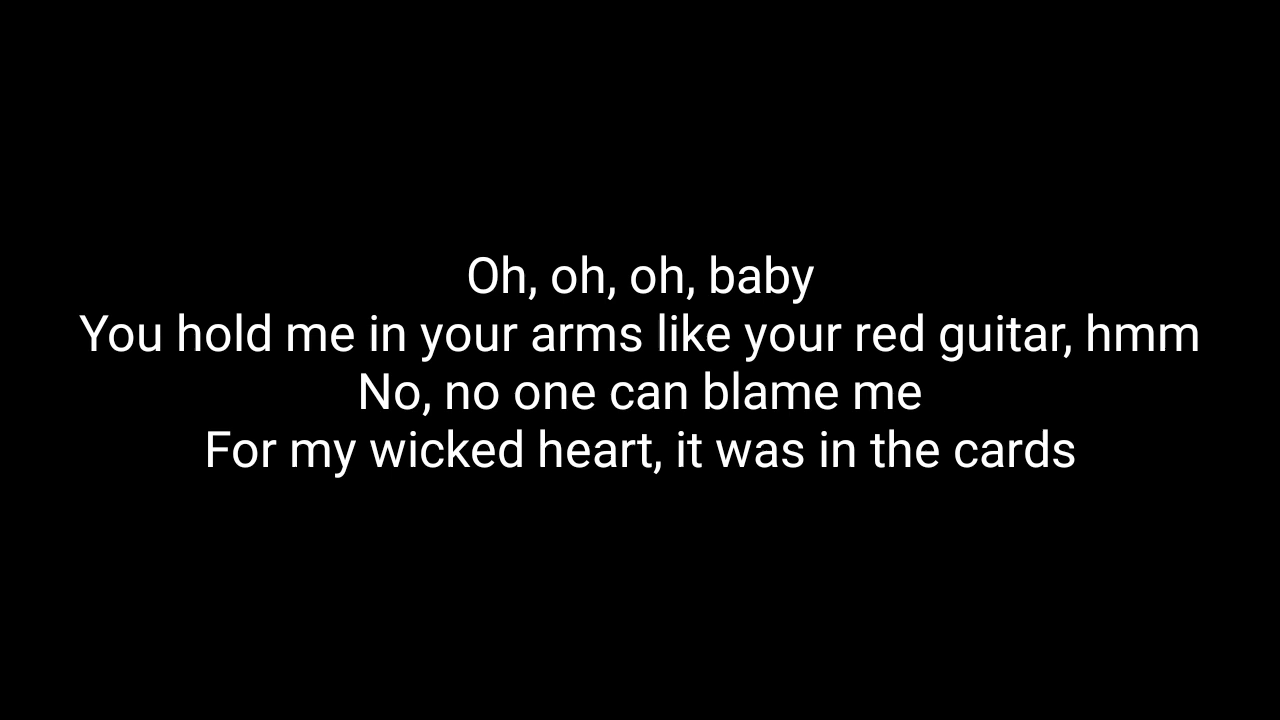 Oh, oh, oh, baby
You hold me in your arms like your red guitar, hmm
No, no one can blame me
For my wicked heart, it was in the cards